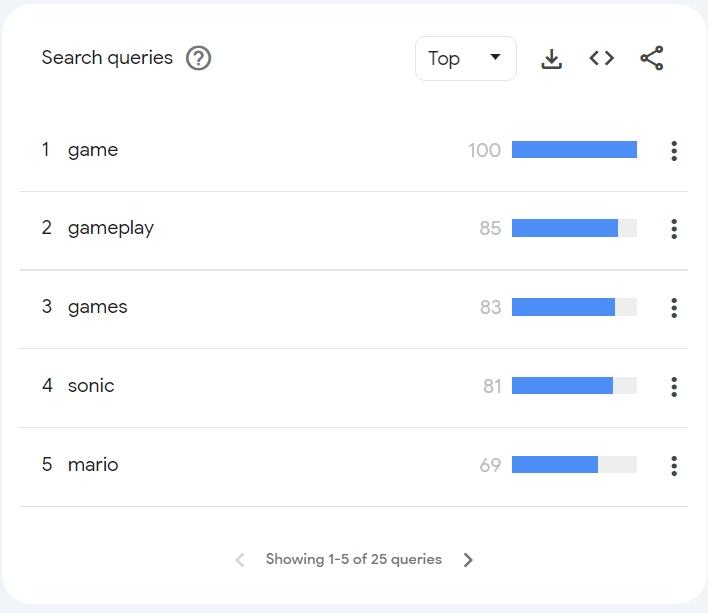 Search queries ? Top
1 game 100
2 gameplay 85
3 games 83
4 sonic 81
5 mario 69
Showing 1-5 of 25 queries